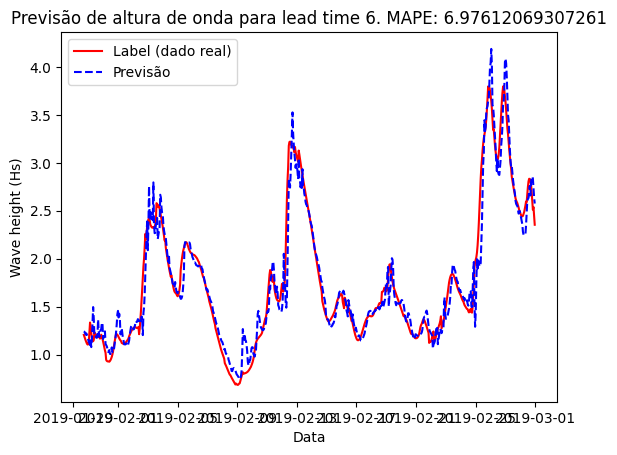 Previsão de altura de onda para lead time 6. MAPE: 6.97612069307261
Label (dado real)
Previsão
4.0
3.5
3.0
2.5
2.0
1.5
1.0
Wave height (Hs)
2019-01-29 2019-02-01 2019-02-05 2019-02-09 2019-02-13 2019-02-17 2019-02-21 2019-02-25 2019-03-01
Data